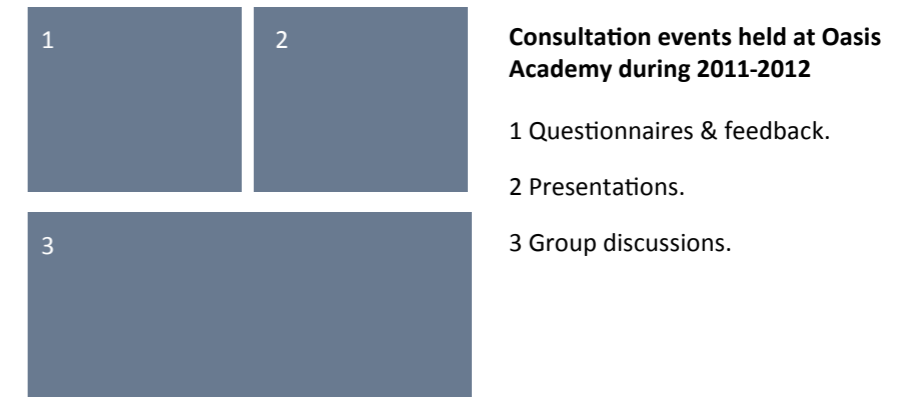 1
2
3
Consultation events held at Oasis
Academy during 2011-2012
1 Questionnaires & feedback.
2 Presentations.
3 Group discussions.